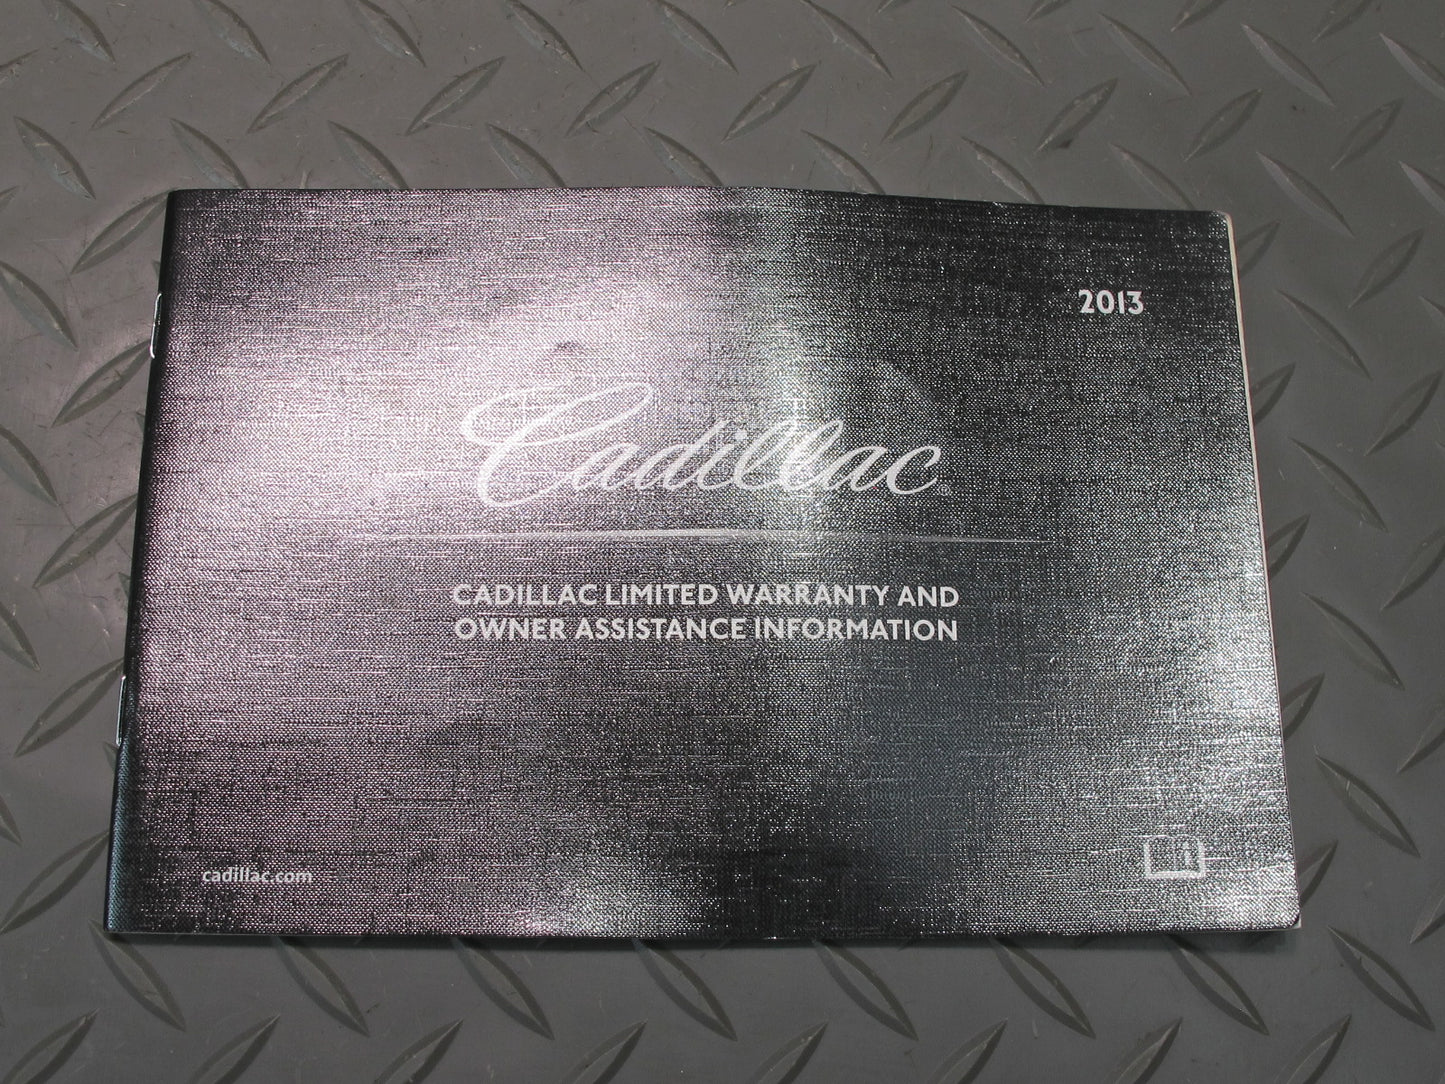 2013
Cadillac®
CADILLAC LIMITED WARRANTY AND
OWNER ASSISTANCE INFORMATION
cadillac.com
i